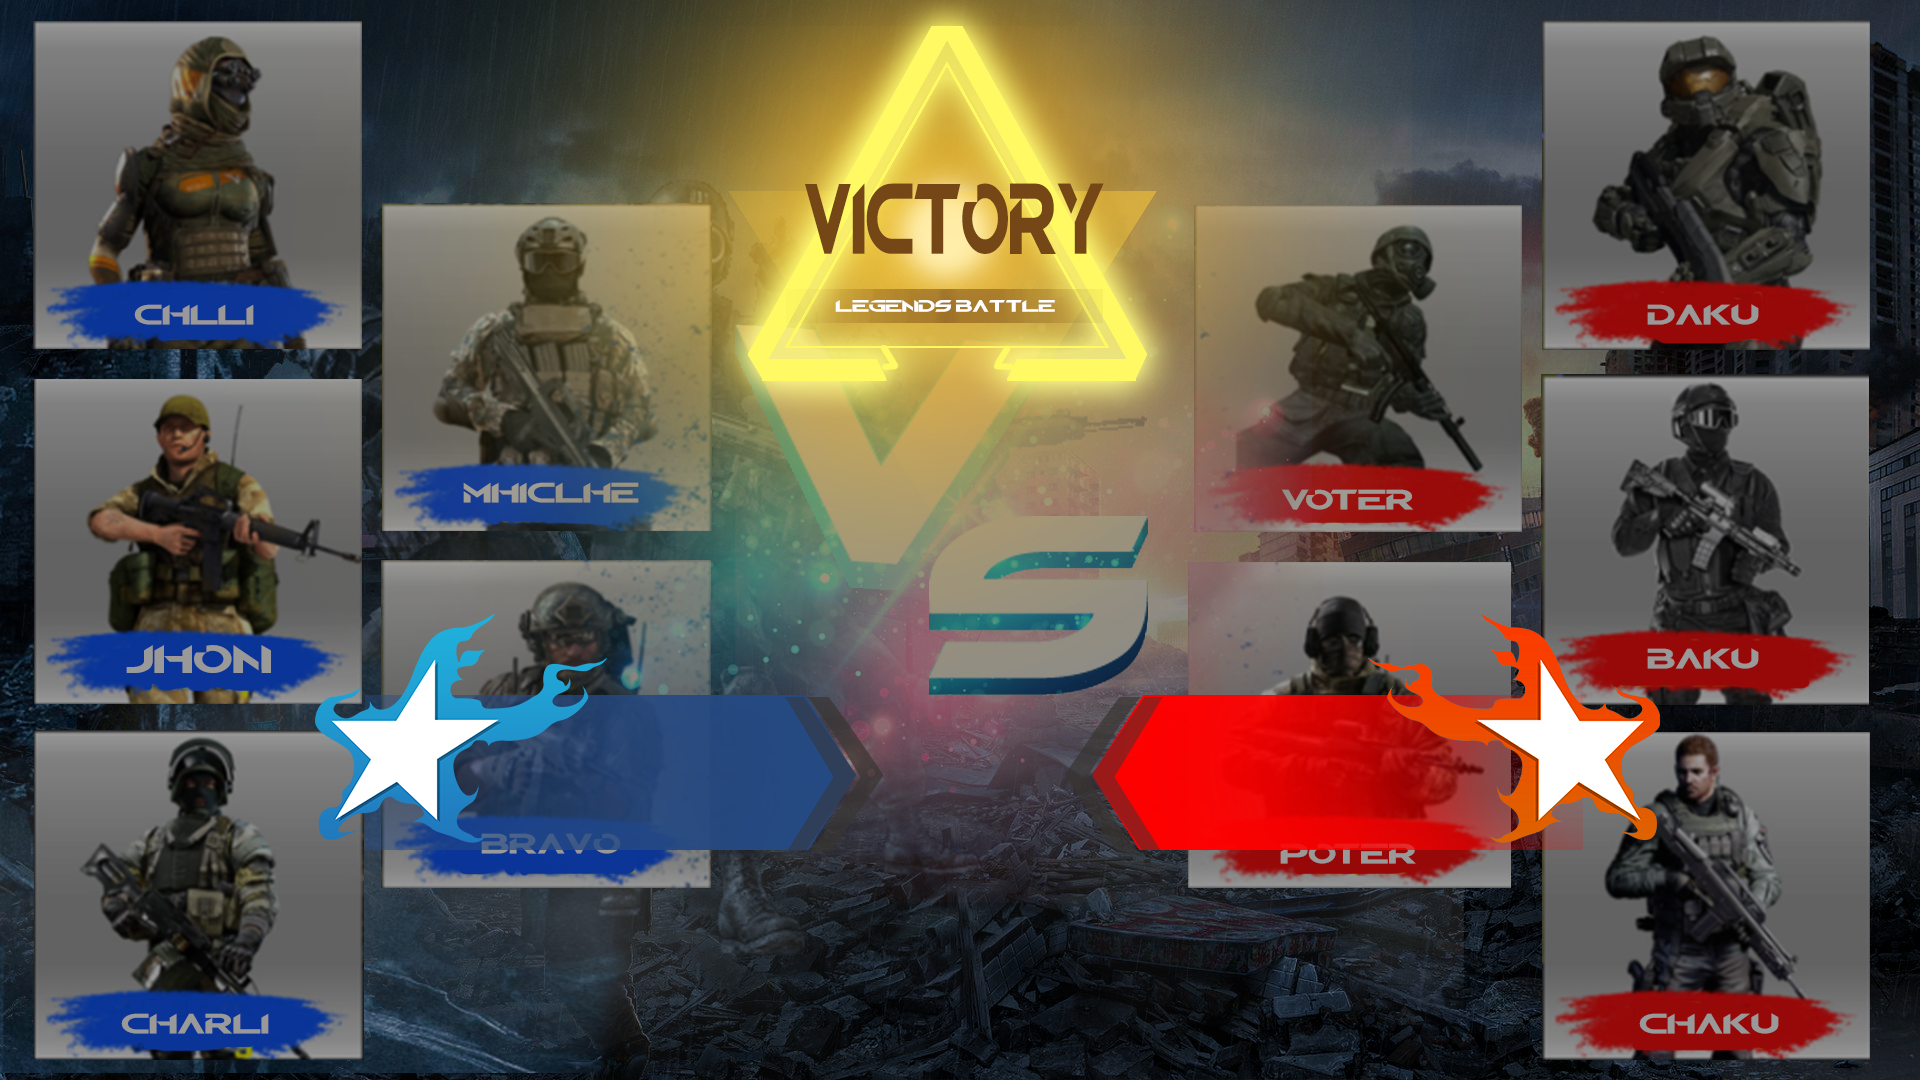 VICTORY
LEGENDS BATTLE
CHLLI
DAKU
MHICLHE
VOTER
VS
JHON
BAKU
BRAVO
POTER
CHARLI
CHAKU